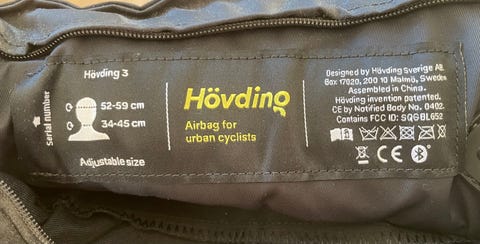 Hövding 3
serial number
52-59 cm
34-45 cm
Adjustable size
Hövding
Airbag for
urban cyclists
Designed by Hövding Sverige AB.
Box 17020, 200 10 Malmö, Sweden
Assembled in China.
Hövding invention patented.
CE by Notified Body No. 0402.
Contains FCC ID: SQGBL652
CE